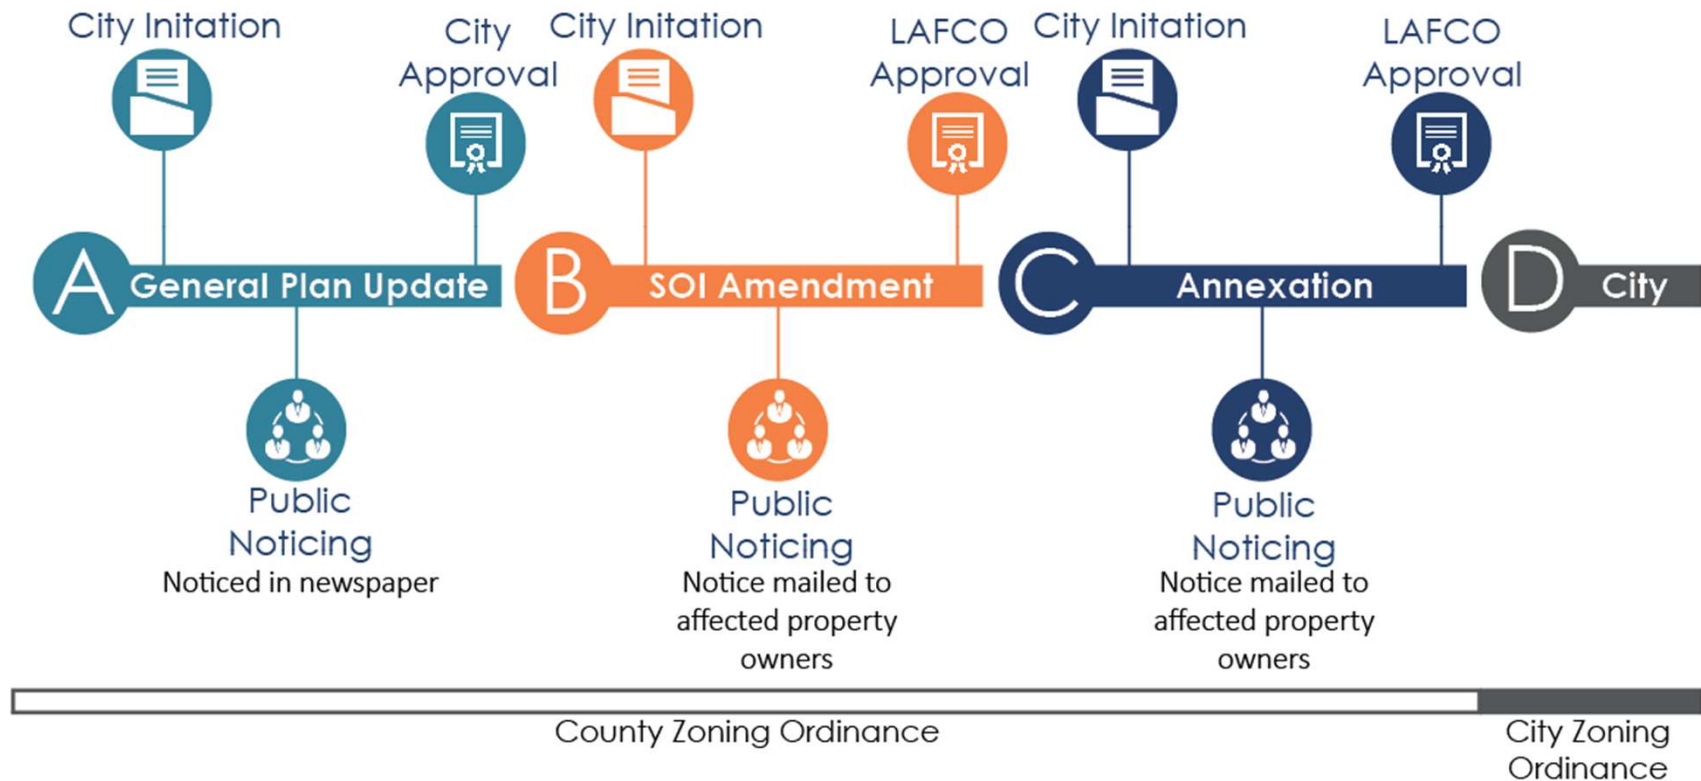 City Initation
City
Approval
City Initation
LAFCO
Approval
City Initation
LAFCO
Approval
A
General Plan Update
B
SOI Amendment
C
Annexation
D
City
Public
Noticing
Noticed in newspaper
Public
Noticing
Notice mailed to
affected property
owners
Public
Noticing
Notice mailed to
affected property
owners
County Zoning Ordinance
City Zoning
Ordinance